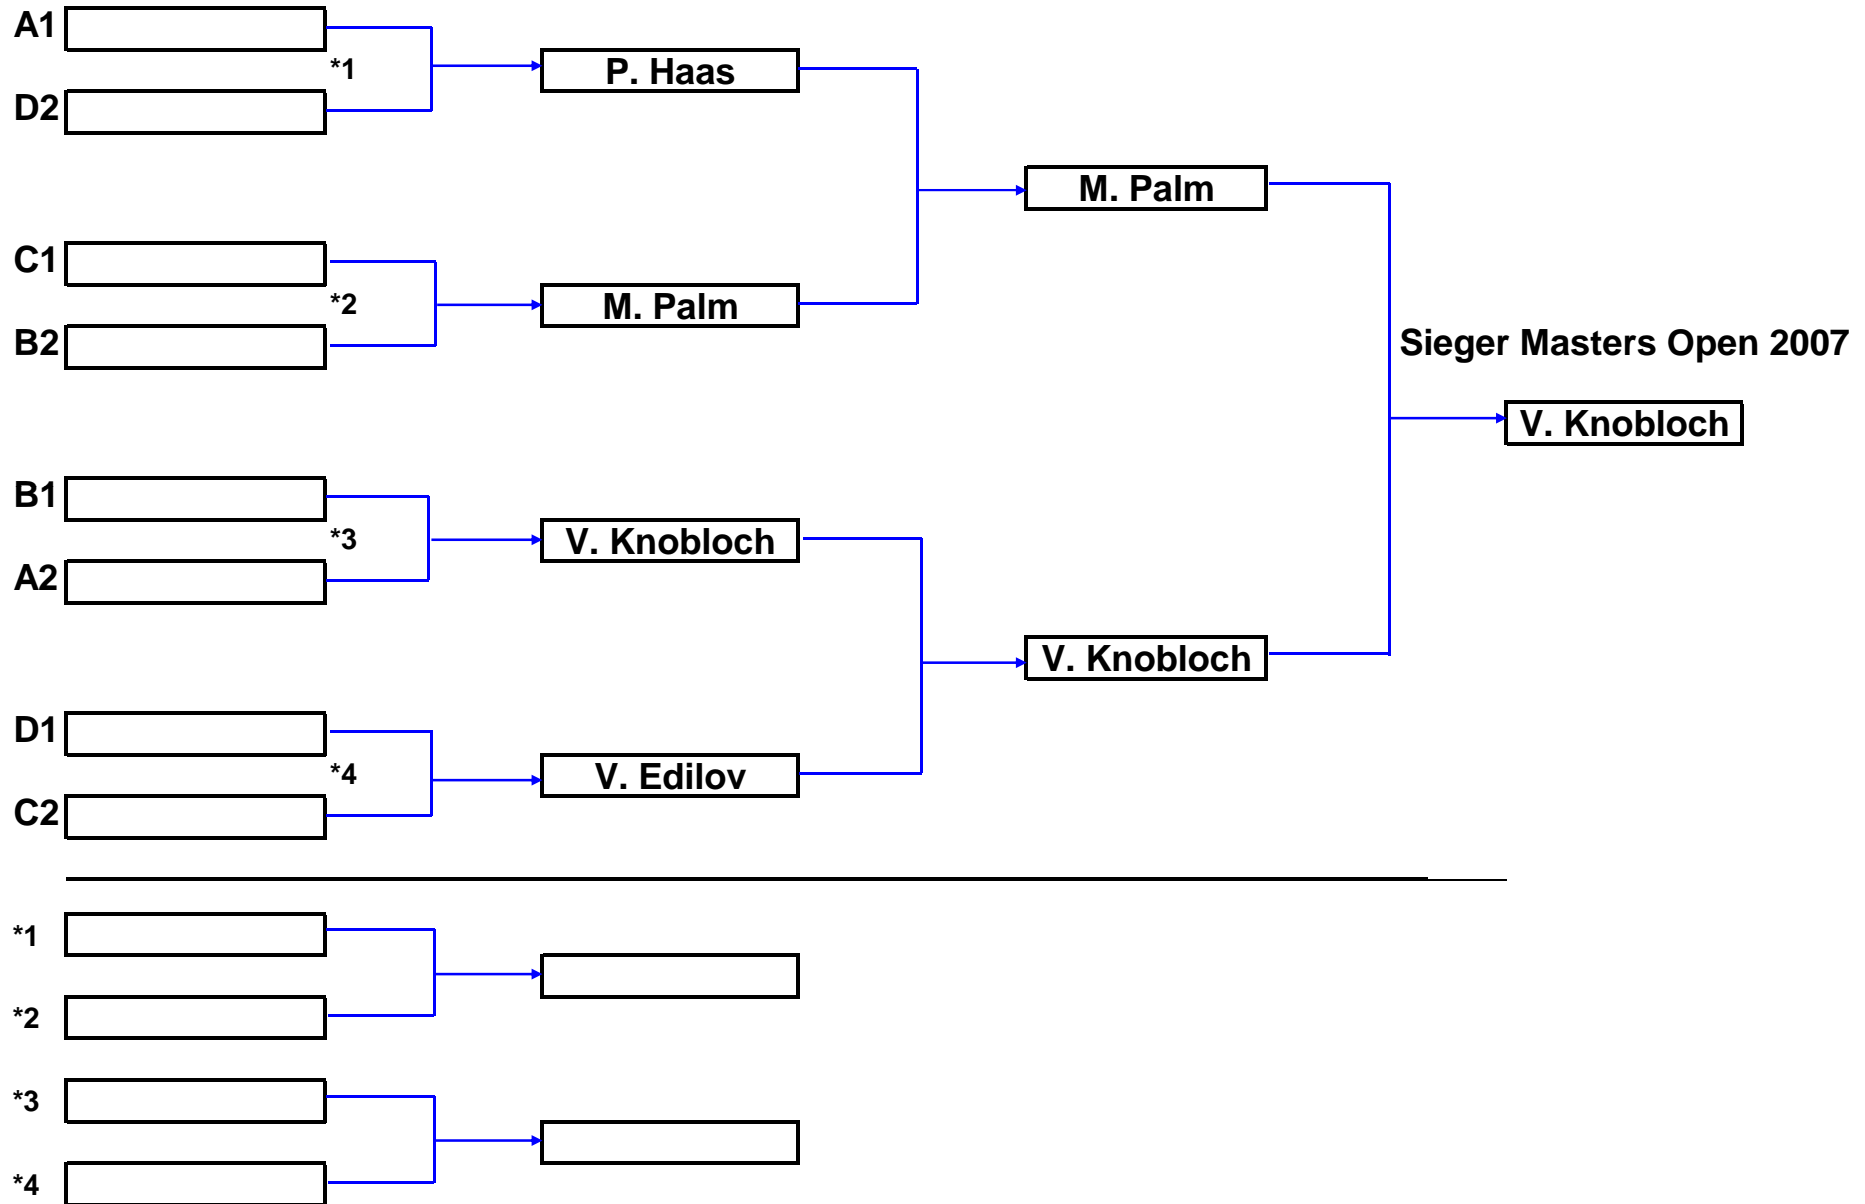 A1
*1
P. Haas
D2
M. Palm
C1
*2
M. Palm
B2
Sieger Masters Open 2007
V. Knobloch
B1
*3
V. Knobloch
A2
V. Knobloch
D1
*4
V. Edilov
C2
*1
*2
*3
*4